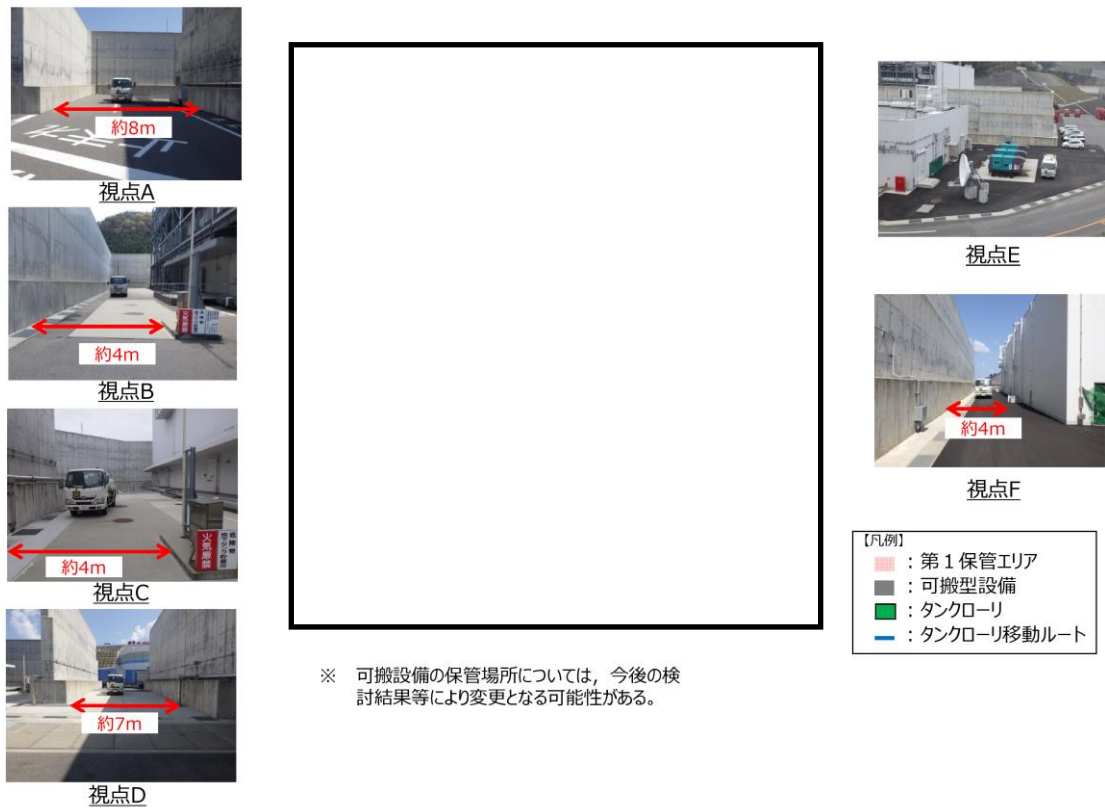 約8m
視点A
約4m
視点B
火気厳禁
約4m
視点C
約7m
視点D
視点E
約4m
視点F
【凡例】
：第１保管エリア
：可搬型設備
：タンクローリ
：タンクローリ移動ルート
※　可搬設備の保管場所については，今後の検
討結果等により変更となる可能性がある。